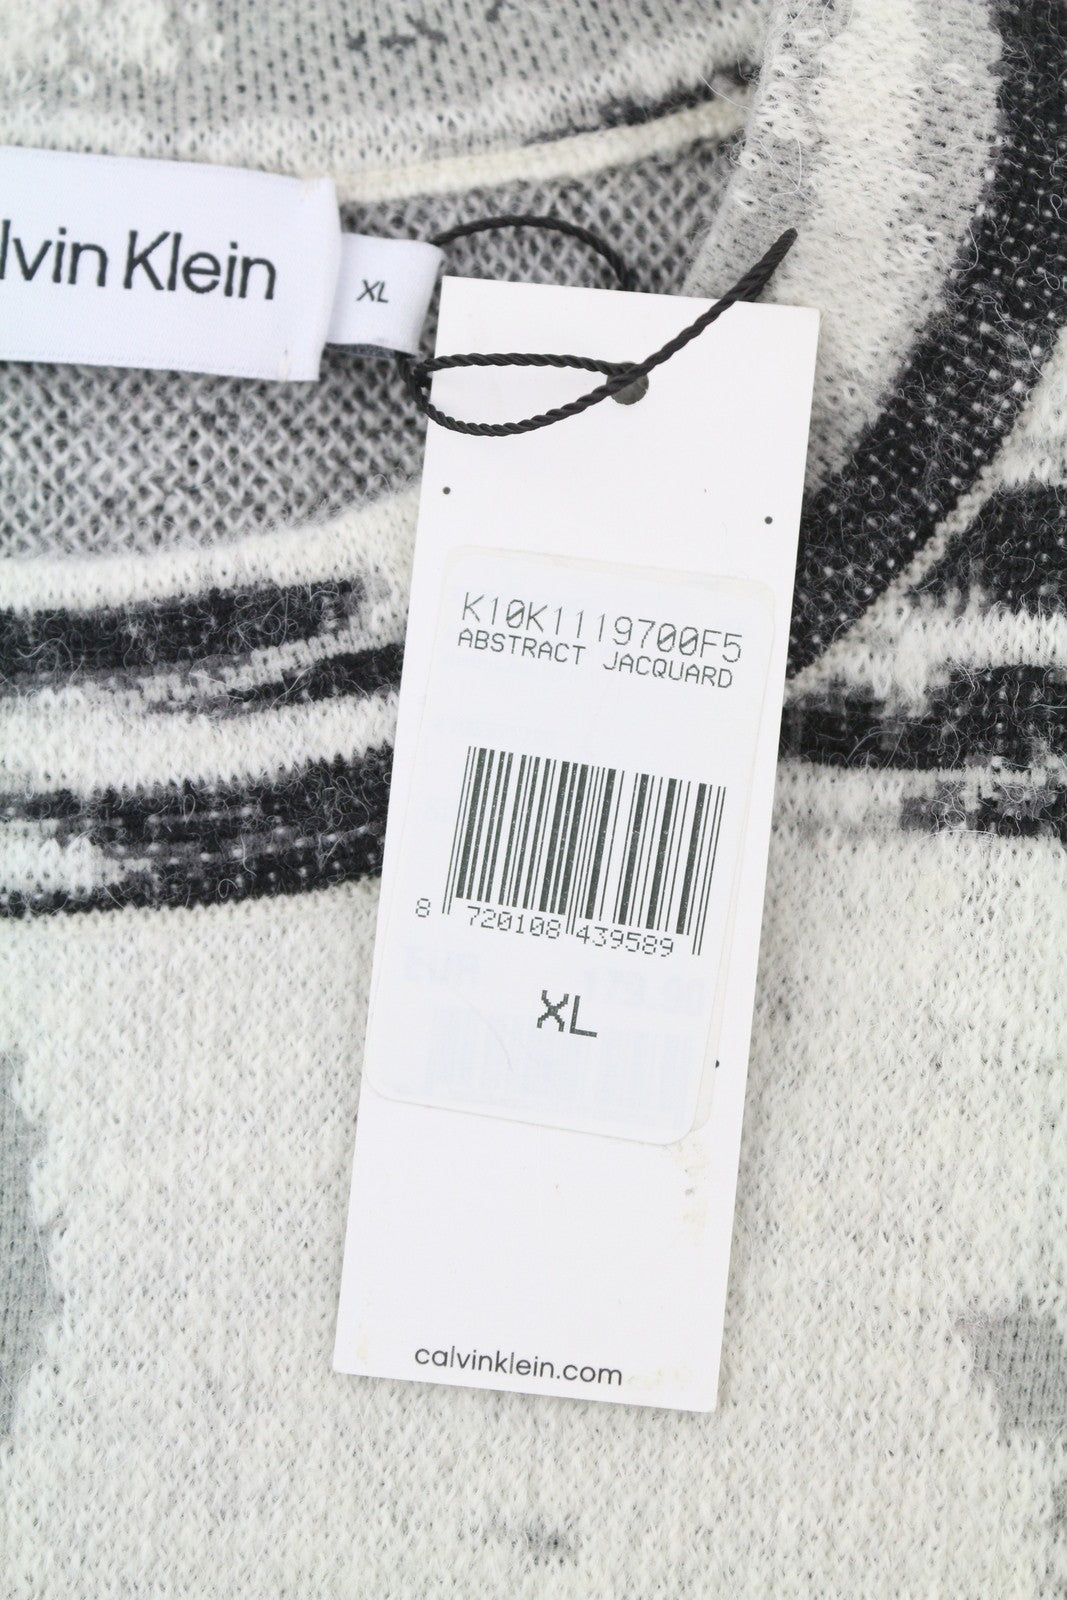 lvin Klein
XL
K10K1119700F5
ABSTRACT JACQUARD
8 720108 439589
XL
calvinklein.com